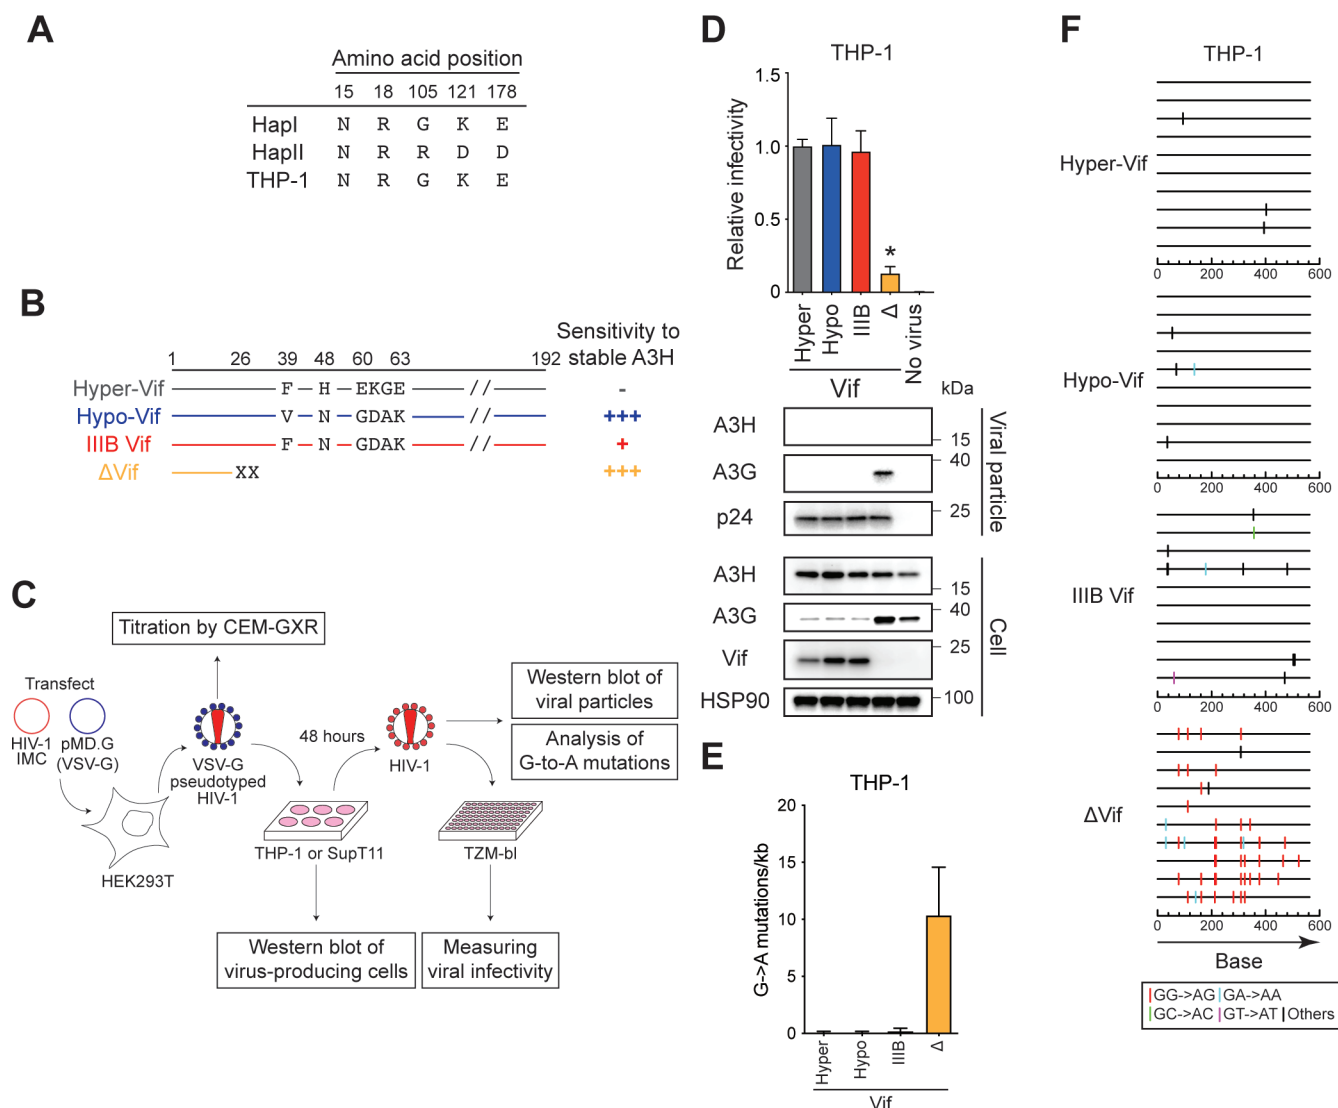 A
Amino acid position
15 18 105 121 178
HapI N R G K E
HapII N R R D D
THP-1 N R G K E
B
Sensitivity to
stable A3H
1 26 39 48 60 63 192
Hyper-Vif F H EKGE // -
Hypo-Vif V N GDAK // +++
IIIB Vif F N GDAK // +
ΔVif XX +++
C
Titration by CEM-GXR
Transfect
HIV-1
IMC
pMD.G
(VSV-G)
HEK293T
VSV-G
pseudotyped
HIV-1
48 hours
HIV-1
THP-1 or SupT11
TZM-bl
Western blot of
viral particles
Analysis of
G-to-A mutations
Western blot of
virus-producing cells
Measuring
viral infectivity
D
THP-1
Relative infectivity
1.5
1.0
0.5
0
*
Hyper
Hypo
IIIB
Δ
No virus
Vif
kDa
A3H
15
A3G
40
p24
25
Viral particle
A3H
15
A3G
40
Vif
25
HSP90
100
Cell
E
THP-1
G->A mutations/kb
20
15
10
5
0
Hyper
Hypo
IIIB
Δ
Vif
F
THP-1
Hyper-Vif
0 200 400 600
Hypo-Vif
0 200 400 600
IIIB Vif
ΔVif
0 200 400 600
Base
GG->AG GA->AA
GC->AC GT->AT Others